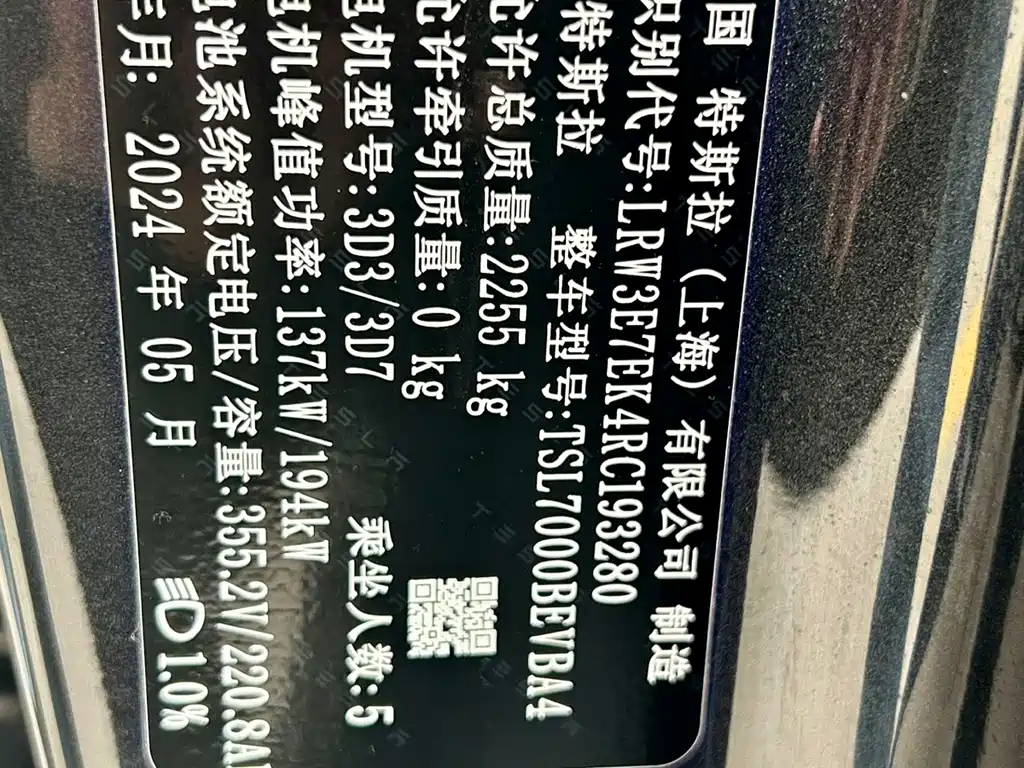 国 特斯拉（上海）有限公司 制造
识别代号:LRW3E7EK4RC193280
特斯拉 整车型号:TSL7000BEVBA4
允许总质量:2255 kg
允许牵引质量:0 kg
电机型号:3D3/3D7 乘坐人数:5
电机峰值功率:137kW/194kW
电池系统额定电压/容量:355.2V/220.8A
年月: 2024 年 05 月 1.0%